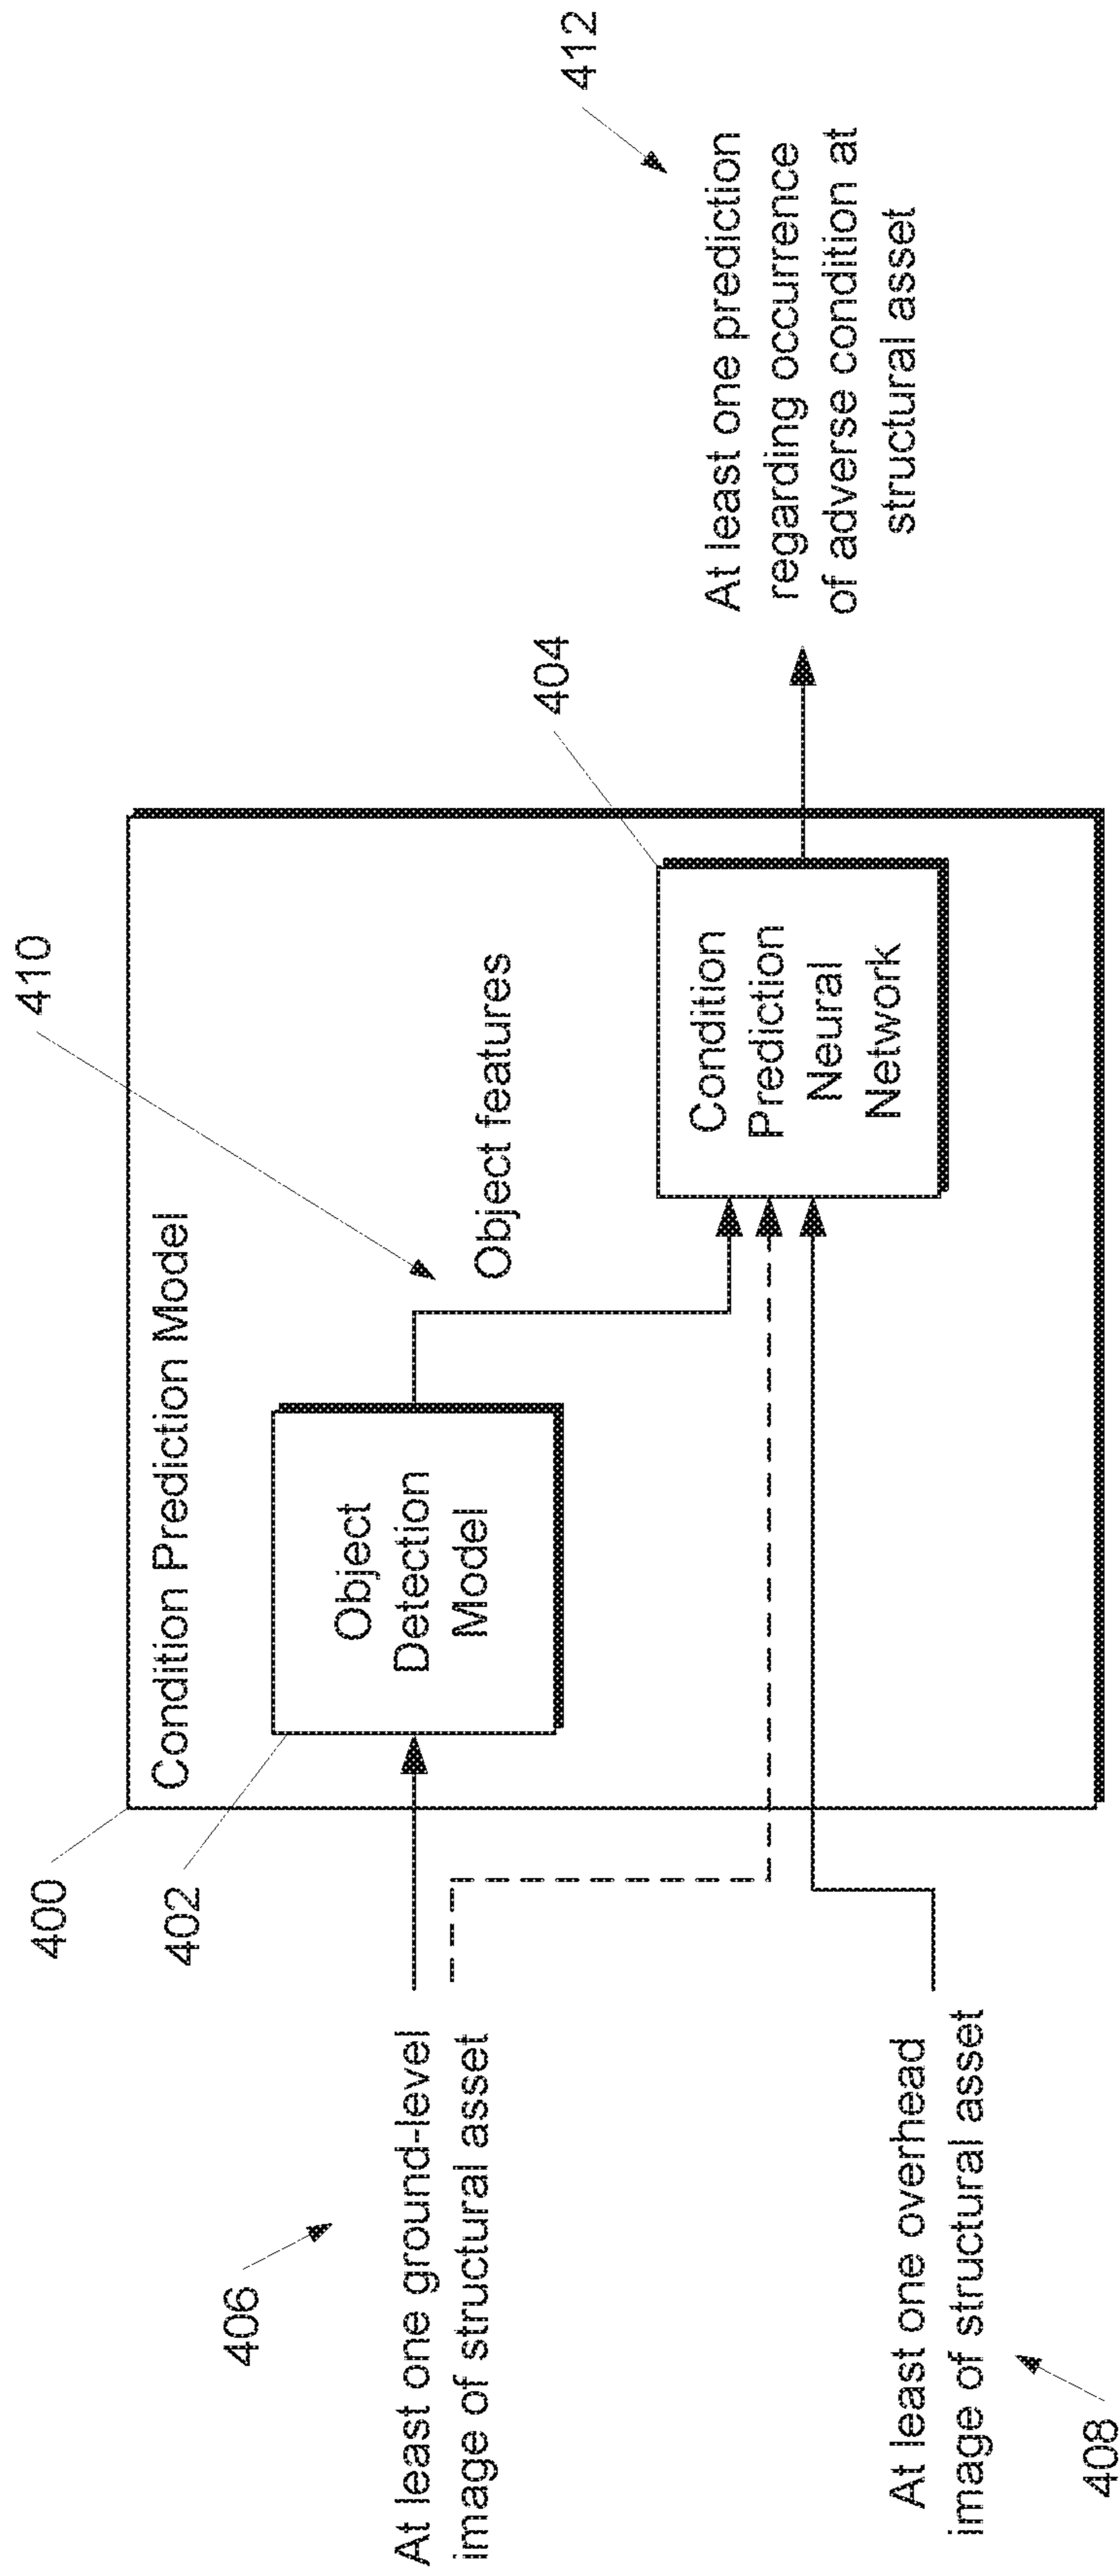 400
Condition Prediction Model
402
Object
Detection
Model
406
At least one ground-level
image of structural asset
At least one overhead
image of structural asset
408
410
Object features
404
Condition
Prediction
Neural
Network
412
At least one prediction
regarding occurrence
of adverse condition at
structural asset